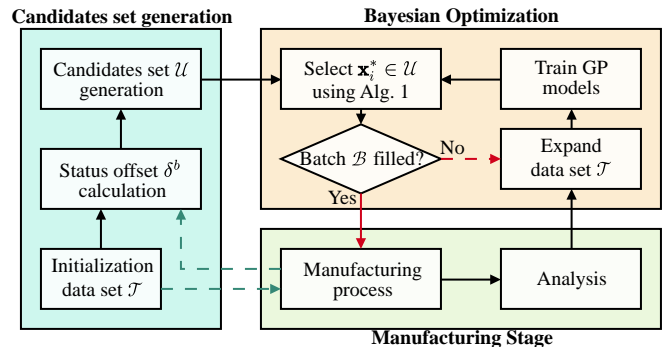 Candidates set generation
Bayesian Optimization
Candidates set 𝒰
generation
Select 𝐱ᵢ* ∈ 𝒰
using Alg. 1
Train GP
models
Status offset δᵇ
calculation
Batch ℬ filled?
No
Expand
data set 𝒯
Yes
Initialization
data set 𝒯
Manufacturing
process
Analysis
Manufacturing Stage